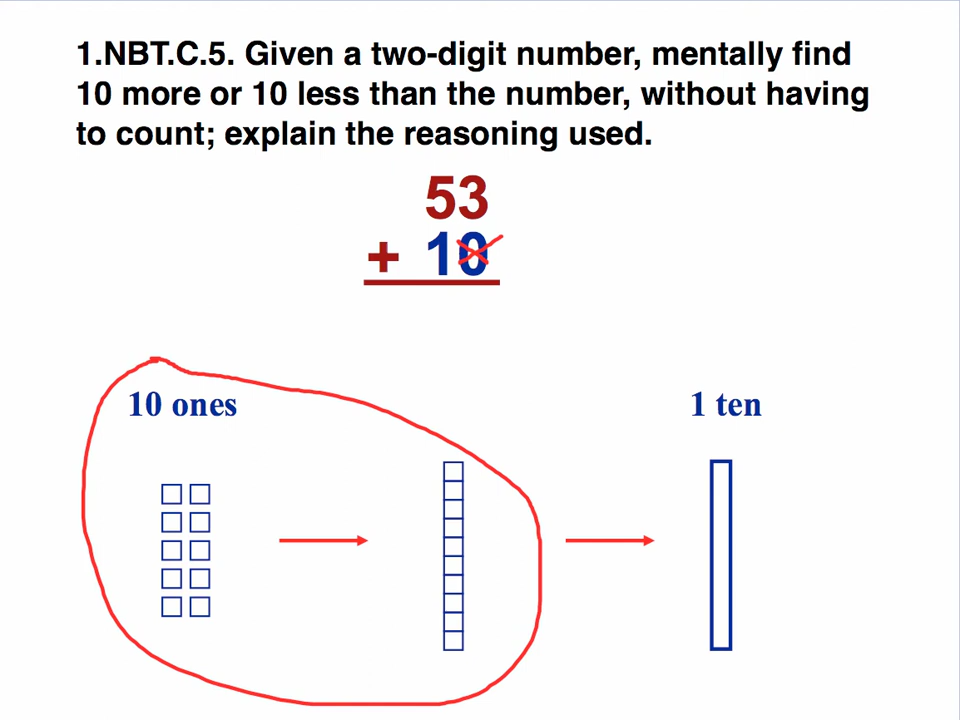 1.NBT.C.5. Given a two-digit number, mentally find
10 more or 10 less than the number, without having
to count; explain the reasoning used.
53
+ 10
10 ones
1 ten